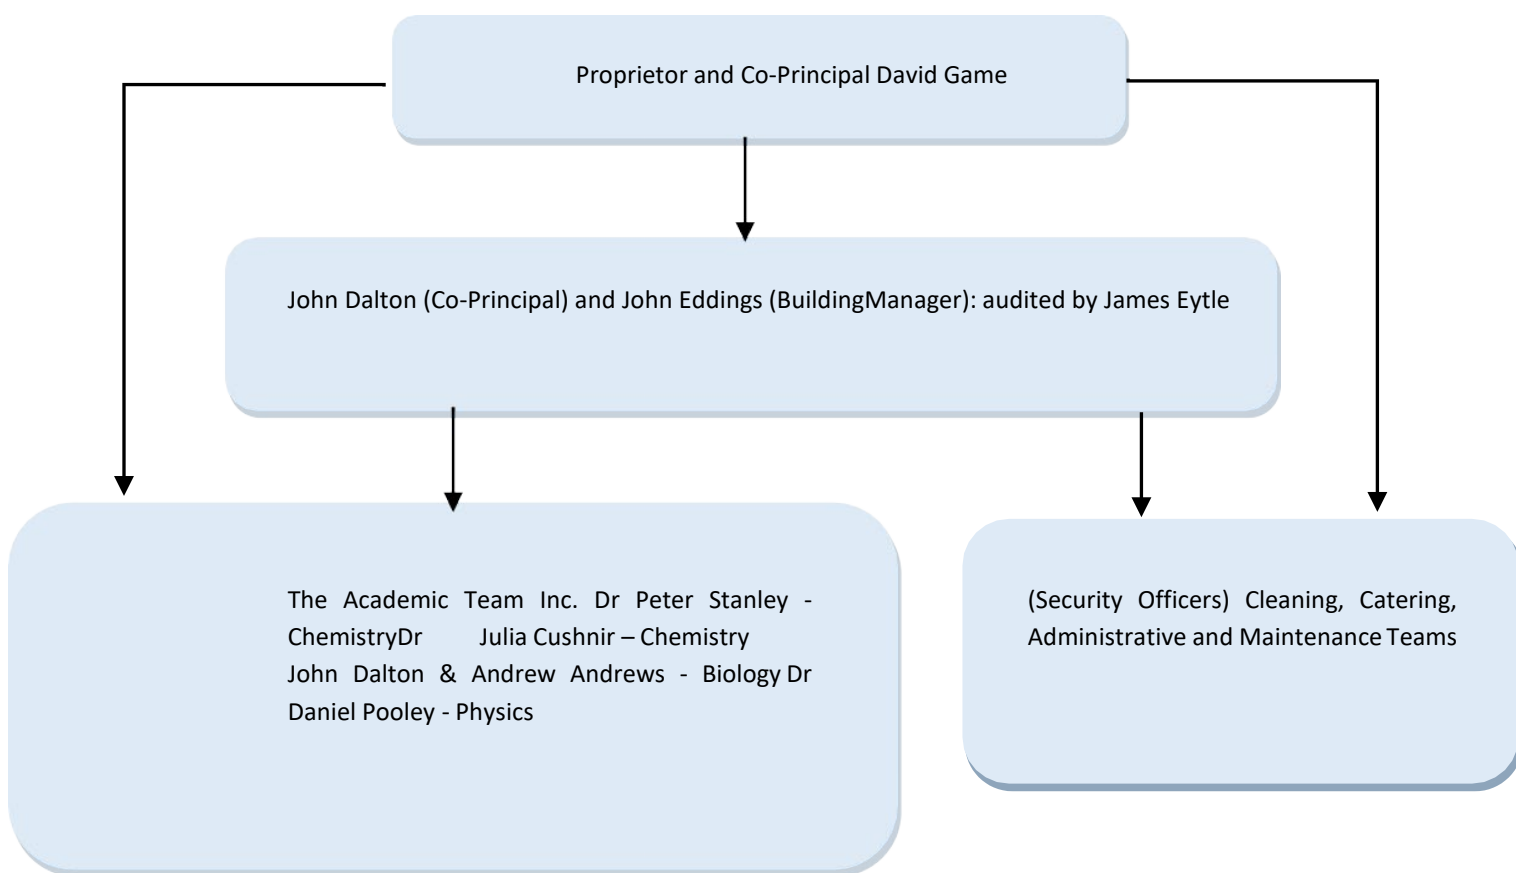 Proprietor and Co-Principal David Game
John Dalton (Co-Principal) and John Eddings (BuildingManager): audited by James Eytle
The Academic Team Inc. Dr Peter Stanley -
ChemistryDr Julia Cushnir – Chemistry
John Dalton & Andrew Andrews - Biology Dr
Daniel Pooley - Physics
(Security Officers) Cleaning, Catering,
Administrative and Maintenance Teams